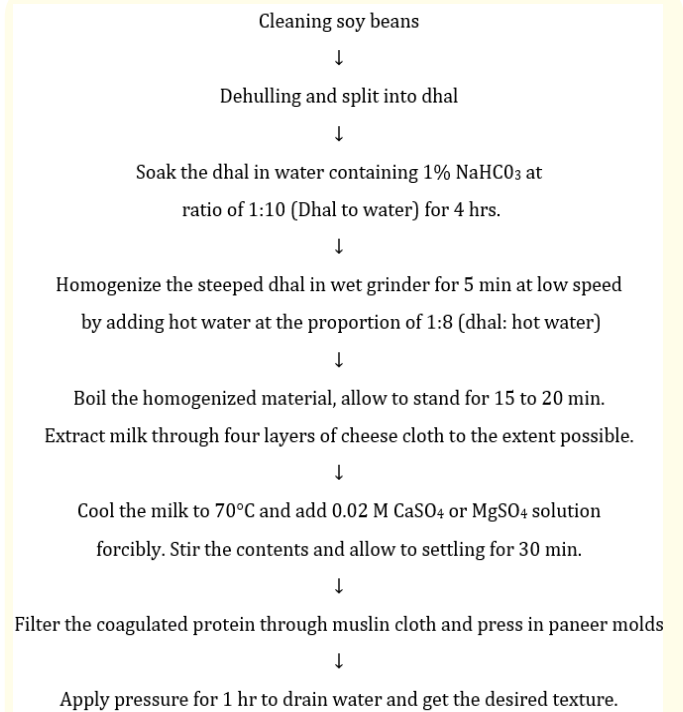 Cleaning soy beans
↓
Dehulling and split into dhal
↓
Soak the dhal in water containing 1% NaHC0₃ at
ratio of 1:10 (Dhal to water) for 4 hrs.
↓
Homogenize the steeped dhal in wet grinder for 5 min at low speed
by adding hot water at the proportion of 1:8 (dhal: hot water)
↓
Boil the homogenized material, allow to stand for 15 to 20 min.
Extract milk through four layers of cheese cloth to the extent possible.
↓
Cool the milk to 70°C and add 0.02 M CaSO₄ or MgSO₄ solution
forcibly. Stir the contents and allow to settling for 30 min.
↓
Filter the coagulated protein through muslin cloth and press in paneer molds
↓
Apply pressure for 1 hr to drain water and get the desired texture.